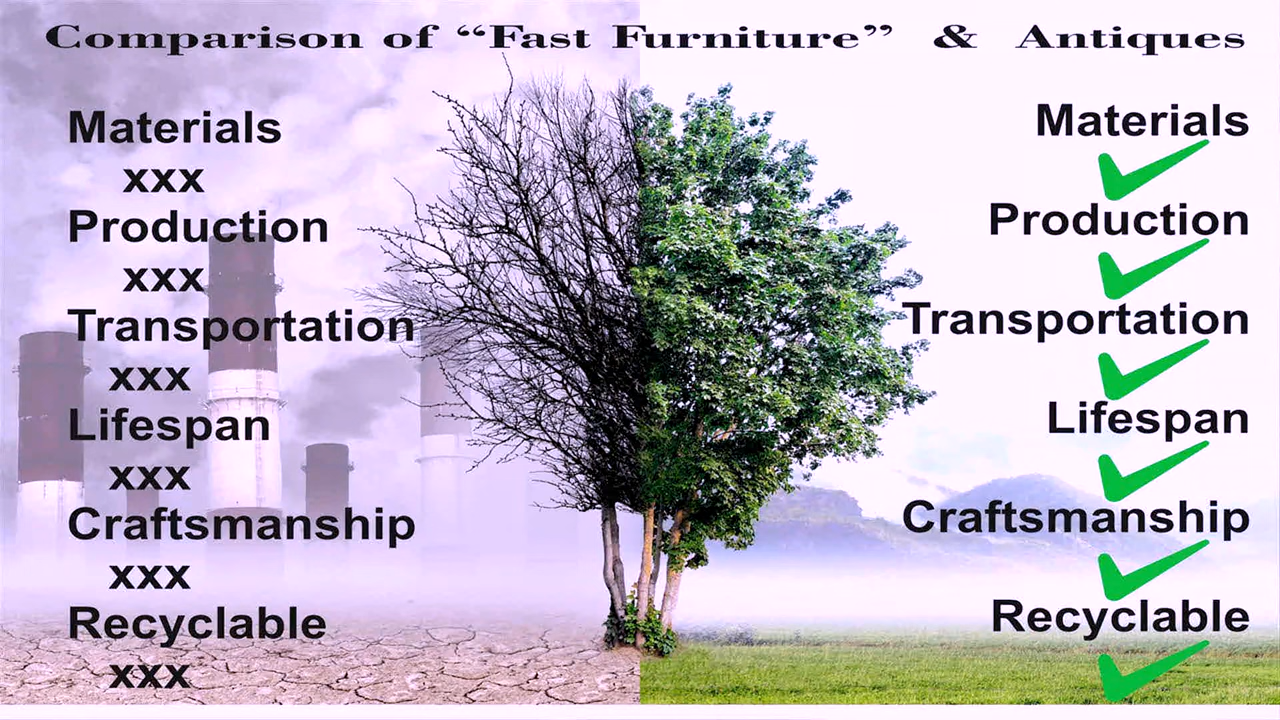 Comparison of “Fast Furniture” & Antiques
Materials
xxx
Production
xxx
Transportation
xxx
Lifespan
xxx
Craftsmanship
xxx
Recyclable
xxx
Materials
Production
Transportation
Lifespan
Craftsmanship
Recyclable